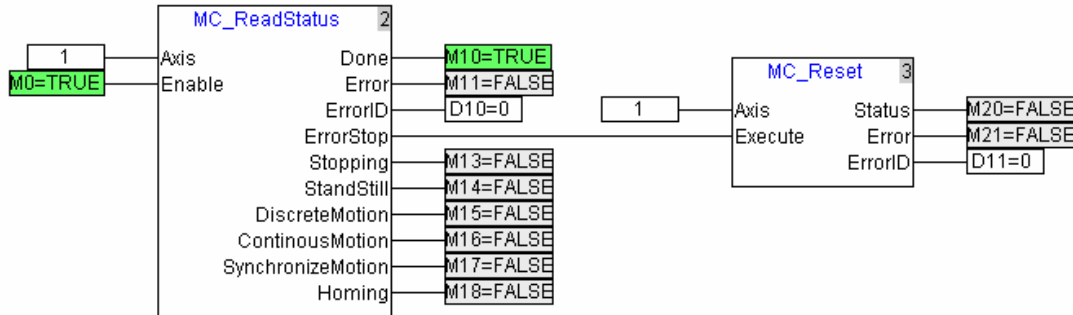 MC_ReadStatus 2
1 Axis Done M10=TRUE
M0=TRUE Enable Error M11=FALSE
ErrorID D10=0
ErrorStop
Stopping M13=FALSE
StandStill M14=FALSE
DiscreteMotion M15=FALSE
ContinousMotion M16=FALSE
SynchronizeMotion M17=FALSE
Homing M18=FALSE
MC_Reset 3
1 Axis Status M20=FALSE
Execute Error M21=FALSE
ErrorID D11=0